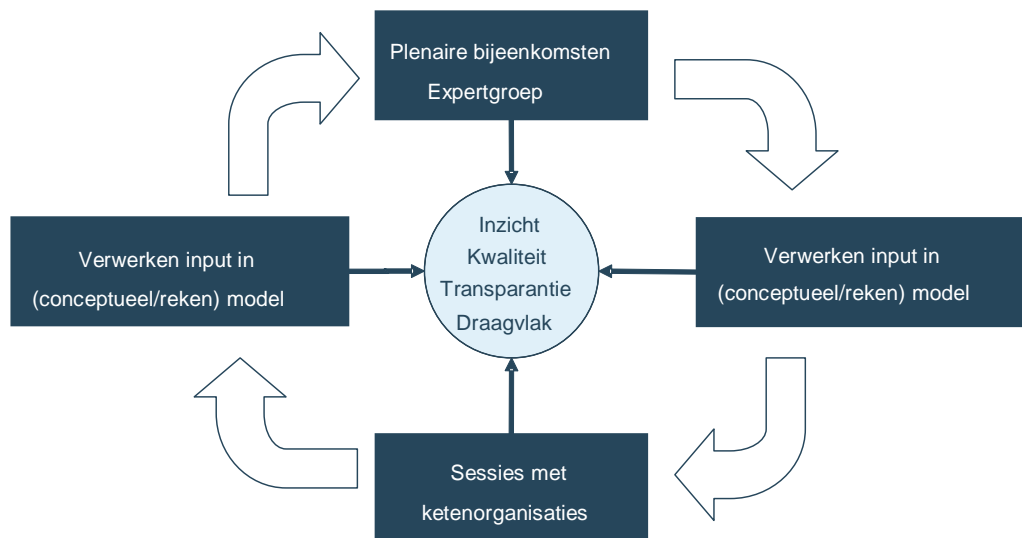 Plenaire bijeenkomsten
Expertgroep
Verwerken input in
(conceptueel/reken) model
Inzicht
Kwaliteit
Transparantie
Draagvlak
Verwerken input in
(conceptueel/reken) model
Sessies met
ketenorganisaties